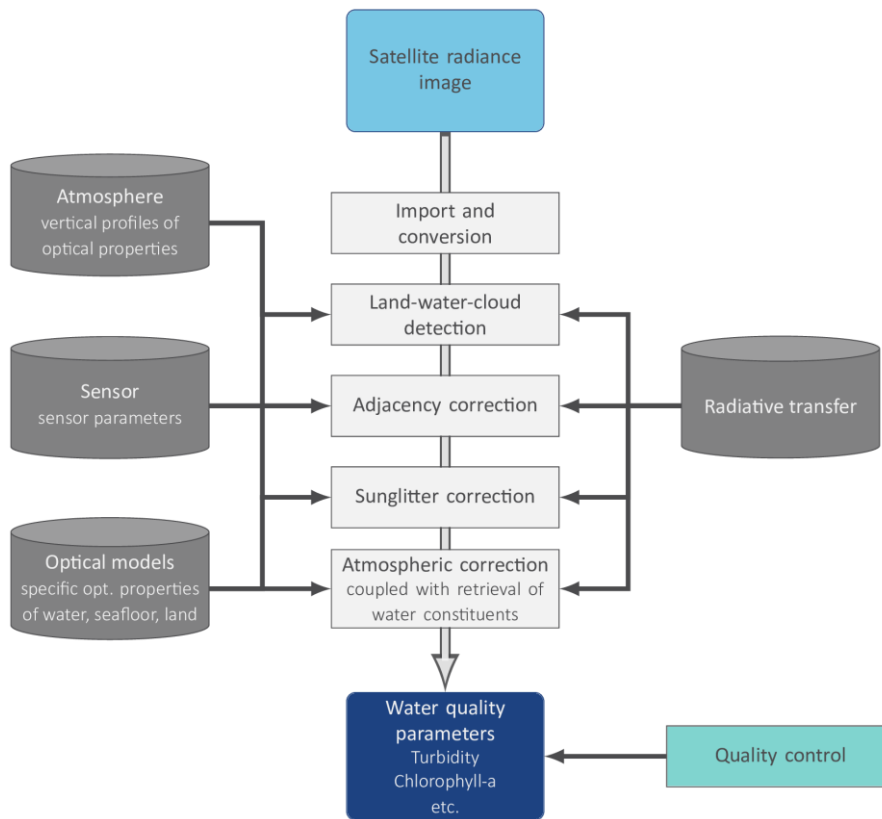 Satellite radiance
image
Atmosphere
vertical profiles of
optical properties
Import and
conversion
Land-water-cloud
detection
Sensor
sensor parameters
Adjacency correction
Radiative transfer
Sunglitter correction
Optical models
specific opt. properties
of water, seafloor, land
Atmospheric correction
coupled with retrieval of
water constituents
Water quality
parameters
Turbidity
Chlorophyll-a
etc.
Quality control